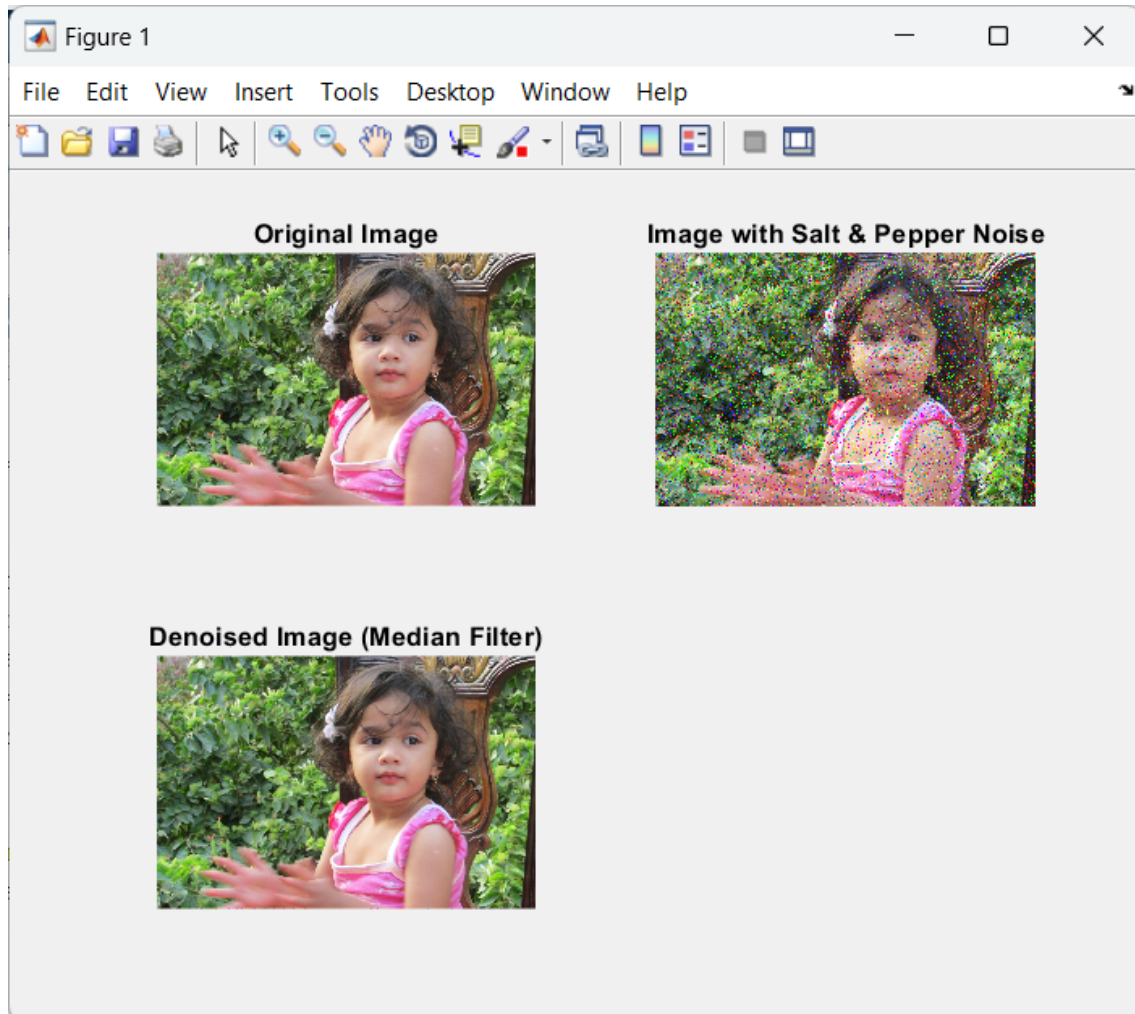 Figure 1
File Edit View Insert Tools Desktop Window Help
Original Image
Image with Salt & Pepper Noise
Denoised Image (Median Filter)